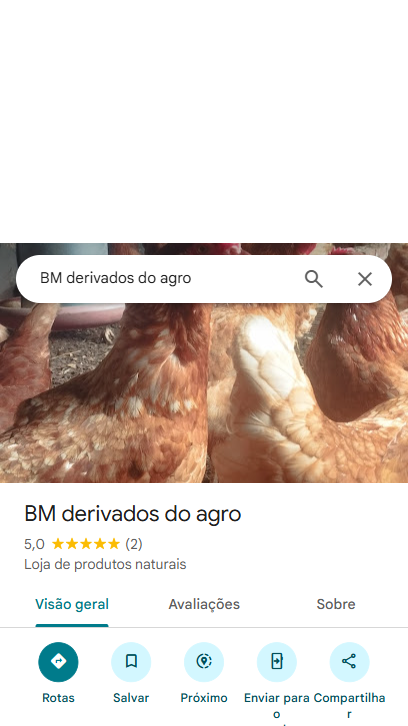 BM derivados do agro
BM derivados do agro
5,0 (2)
Loja de produtos naturais
Visão geral Avaliações Sobre
Rotas Salvar Próximo Enviar para Compartilha
o r